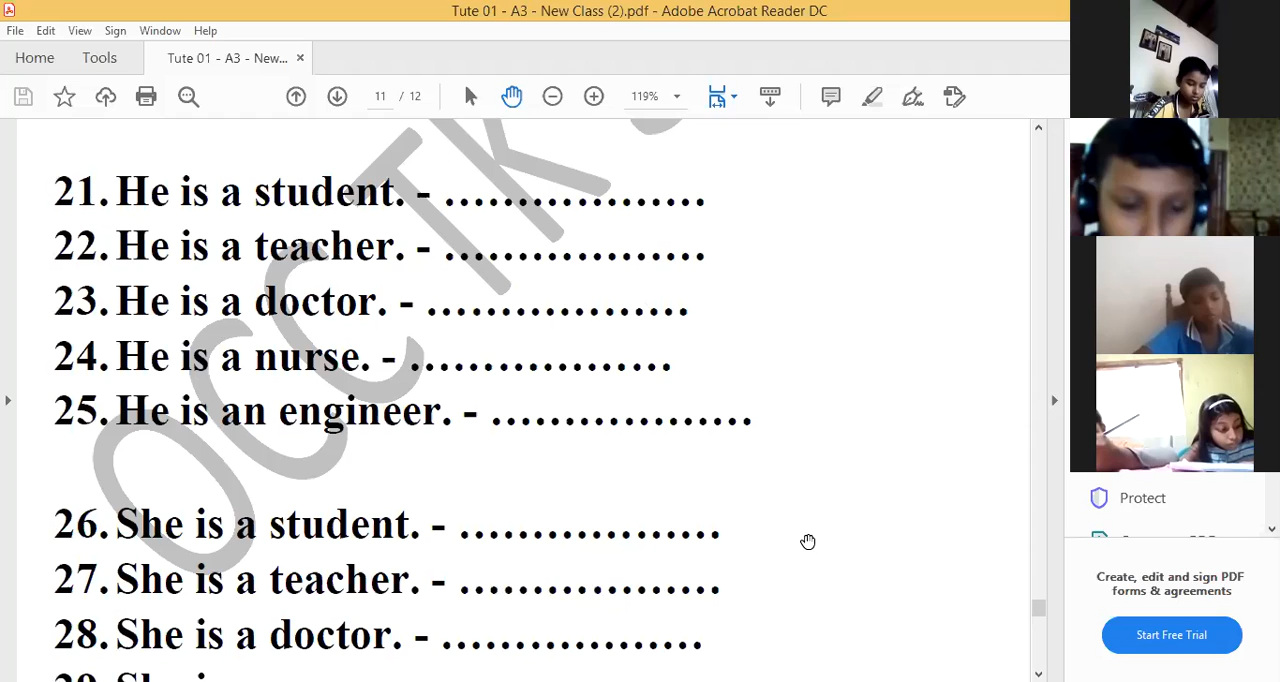 Tute 01 - A3 - New Class (2).pdf - Adobe Acrobat Reader DC
File Edit View Sign Window Help
Home Tools Tute 01 - A3 - New... ×
11 / 12 119%
OCC TK
21. He is a student. - ..................
22. He is a teacher. - ..................
23. He is a doctor. - ..................
24. He is a nurse. - ..................
25. He is an engineer. - ..................
26. She is a student. - ..................
27. She is a teacher. - ..................
28. She is a doctor. - ..................
Protect
Create, edit and sign PDF
forms & agreements
Start Free Trial